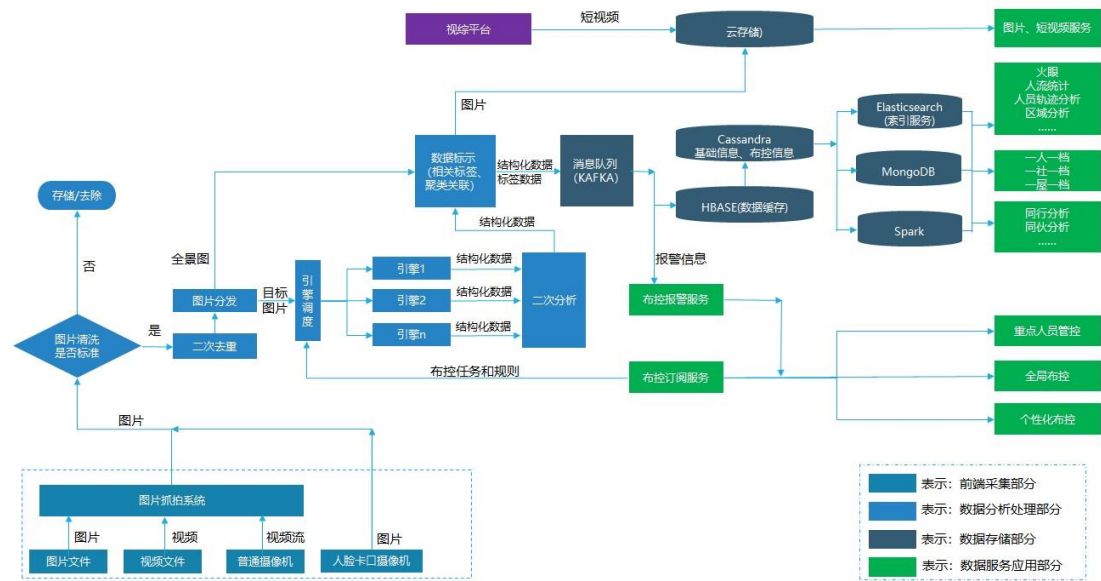 视综平台
短视频
云存储)
图片、短视频服务
图片
火眼
人流统计
人员轨迹分析
区域分析
......
Elasticsearch
(索引服务)
Cassandra
基础信息、布控信息
数据标示
(相关标签、
聚类关联)
结构化数据
标签数据
消息队列
(KAFKA)
MongoDB
一人一档
一社一档
一屋一档
存储/去除
HBASE(数据缓存)
结构化数据
Spark
同行分析
同伙分析
......
否
全景图
报警信息
引擎调度
引擎1
结构化数据
二次分析
图片分发
目标
图片
引擎2
结构化数据
布控报警服务
图片清洗
是否标准
是
二次去重
引擎n
结构化数据
重点人员管控
布控任务和规则
布控订阅服务
全局布控
个性化布控
图片
图片抓拍系统
图片
视频
视频流
图片
图片文件
视频文件
普通摄像机
人脸卡口摄像机
表示：前端采集部分
表示：数据分析处理部分
表示：数据存储部分
表示：数据服务应用部分